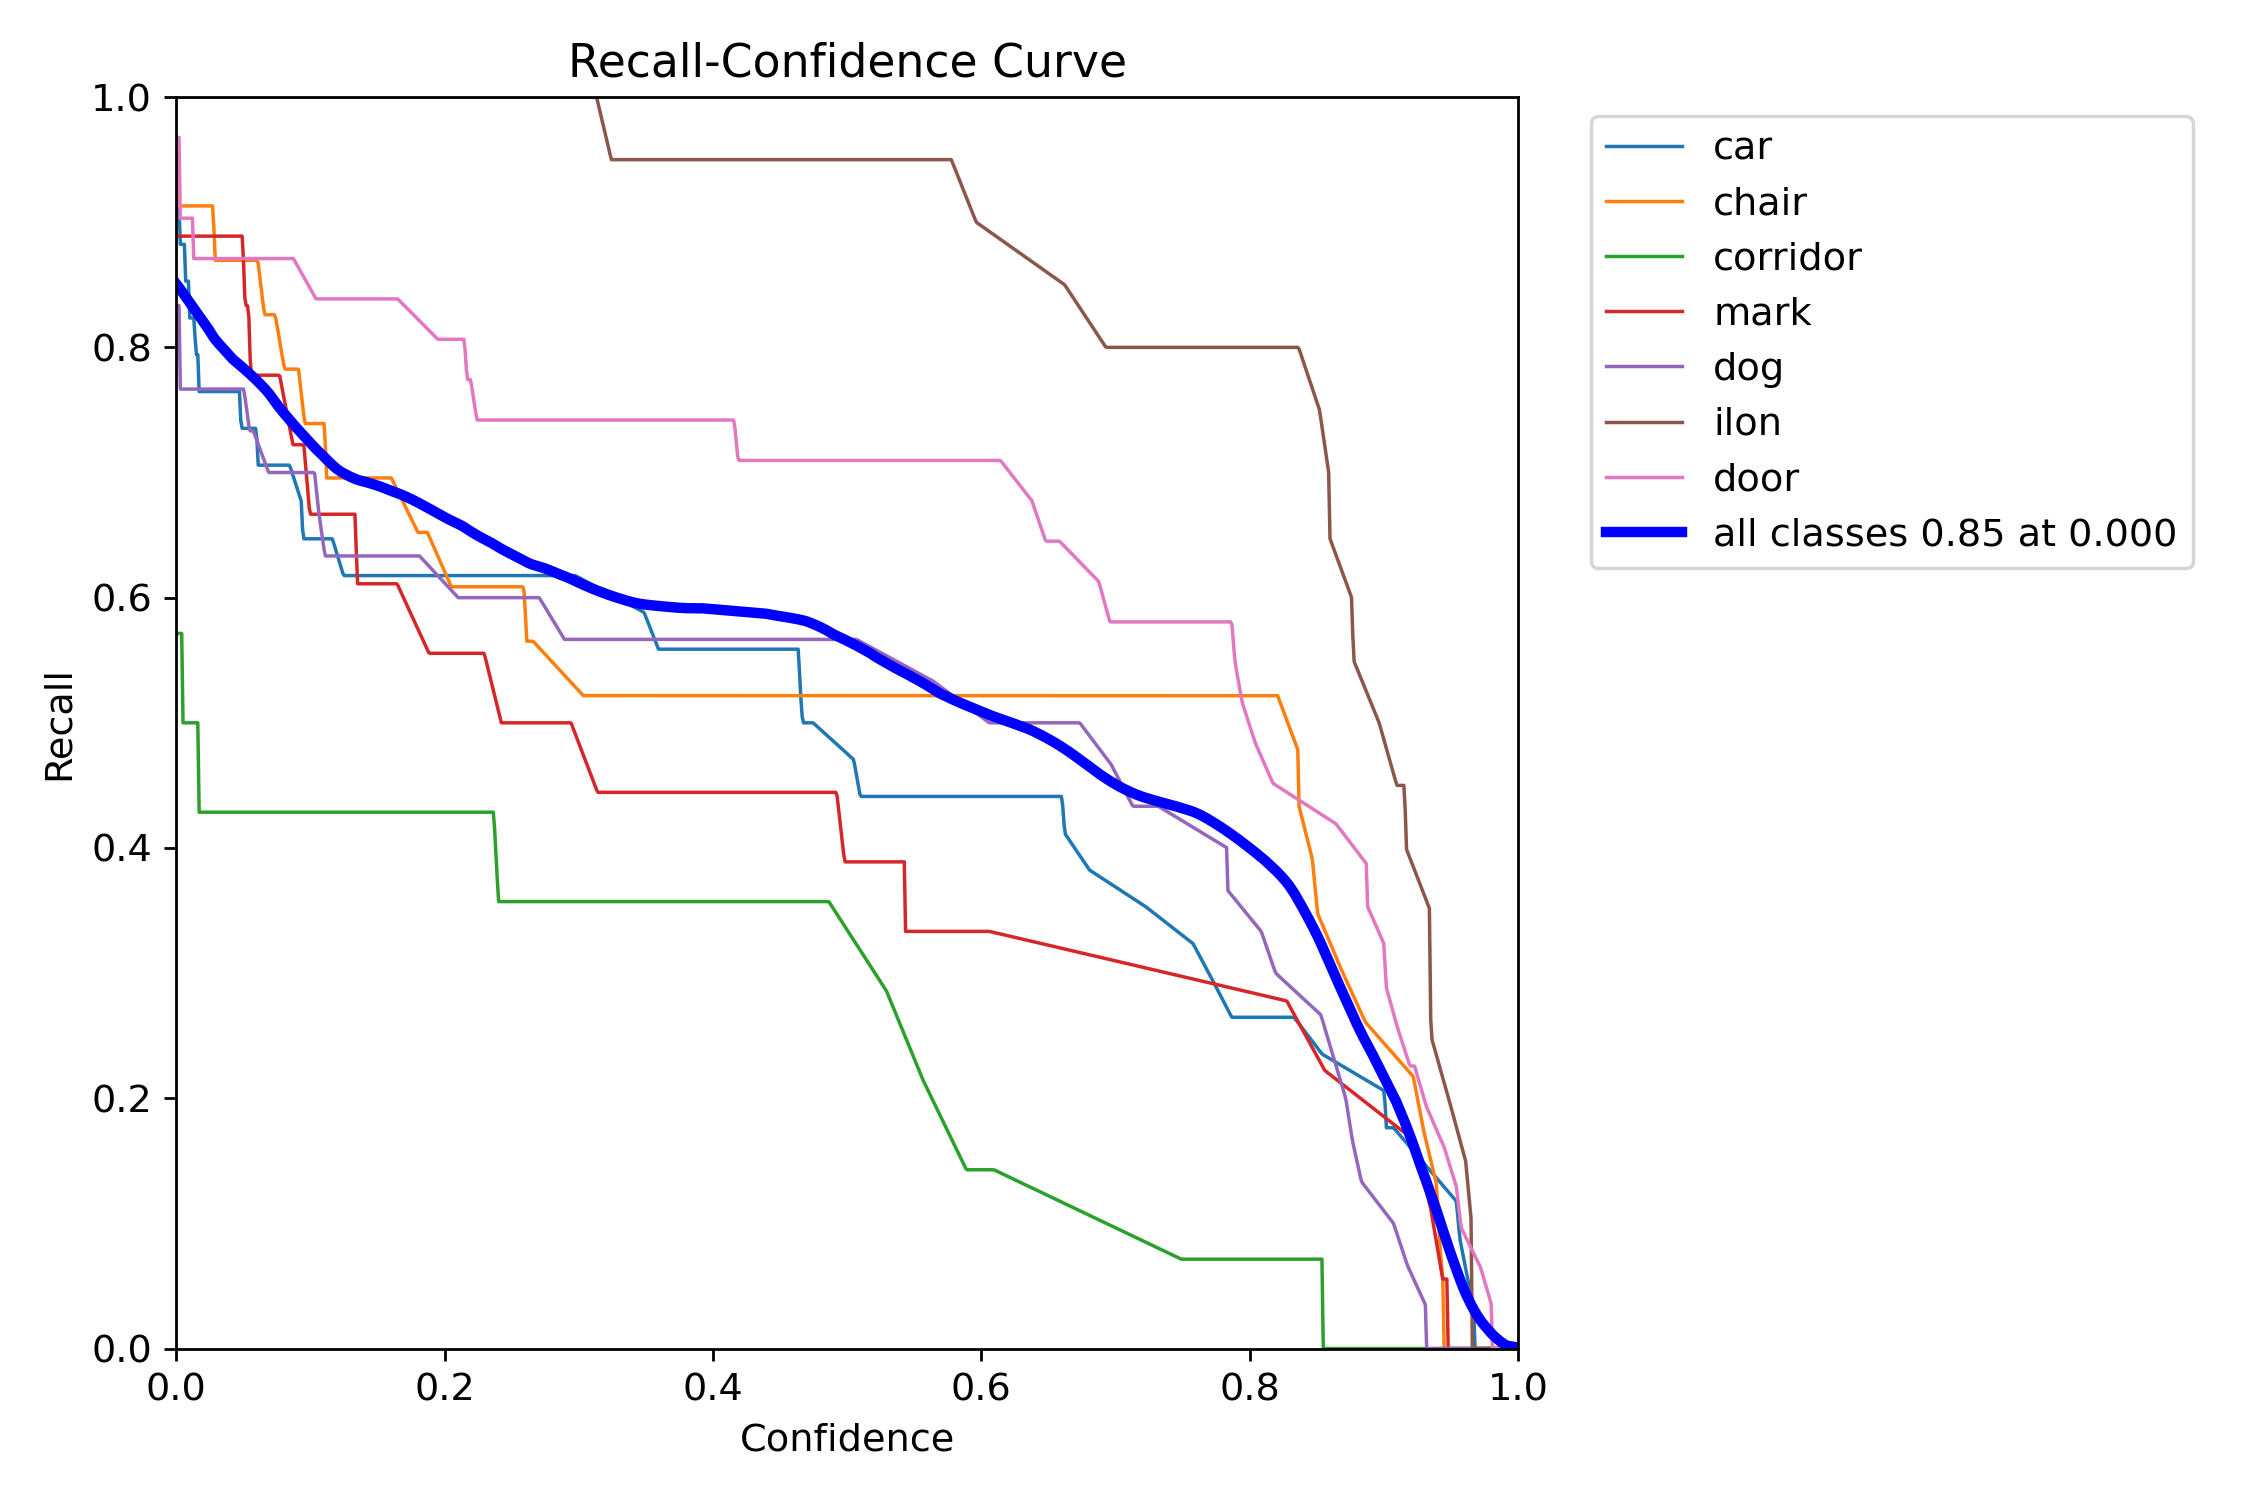 Recall-Confidence Curve
1.0
0.8
0.6
0.4
0.2
0.0
Recall
0.0 0.2 0.4 0.6 0.8 1.0
Confidence
car
chair
corridor
mark
dog
ilon
door
all classes 0.85 at 0.000